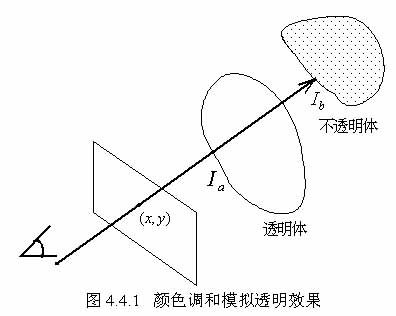 I_b
不透明体
I_a
(x, y)
透明体
图 4.4.1 颜色调和模拟透明效果